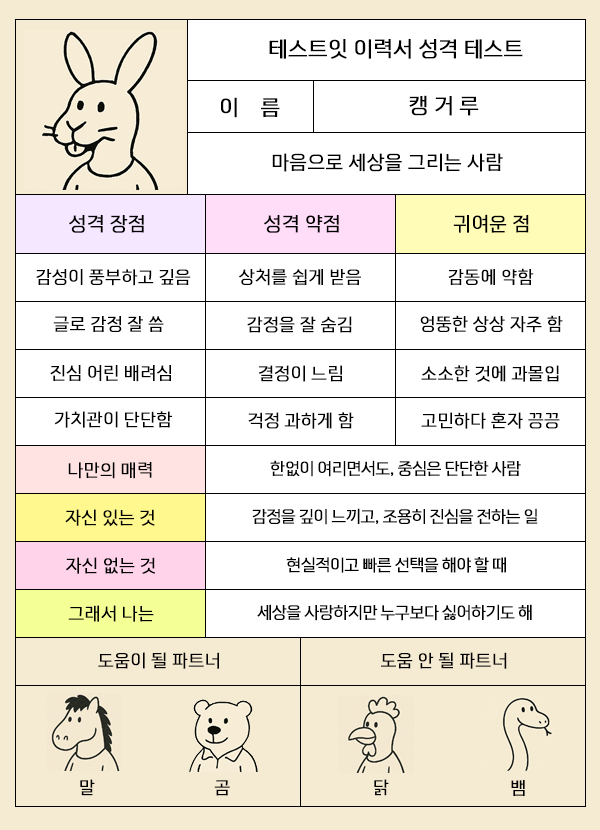 테스트잇 이력서 성격 테스트
이 름 캥거루
마음으로 세상을 그리는 사람
성격 장점 성격 약점 귀여운 점
감성이 풍부하고 깊음 상처를 쉽게 받음 감동에 약함
글로 감정 잘 씀 감정을 잘 숨김 엉뚱한 상상 자주 함
진심 어린 배려심 결정이 느림 소소한 것에 과몰입
가치관이 단단함 걱정 과하게 함 고민하다 혼자 끙끙
나만의 매력 한없이 여리면서도, 중심은 단단한 사람
자신 있는 것 감정을 깊이 느끼고, 조용히 진심을 전하는 일
자신 없는 것 현실적이고 빠른 선택을 해야 할 때
그래서 나는 세상을 사랑하지만 누구보다 싫어하기도 해
도움이 될 파트너 도움 안 될 파트너
말 곰 닭 뱀